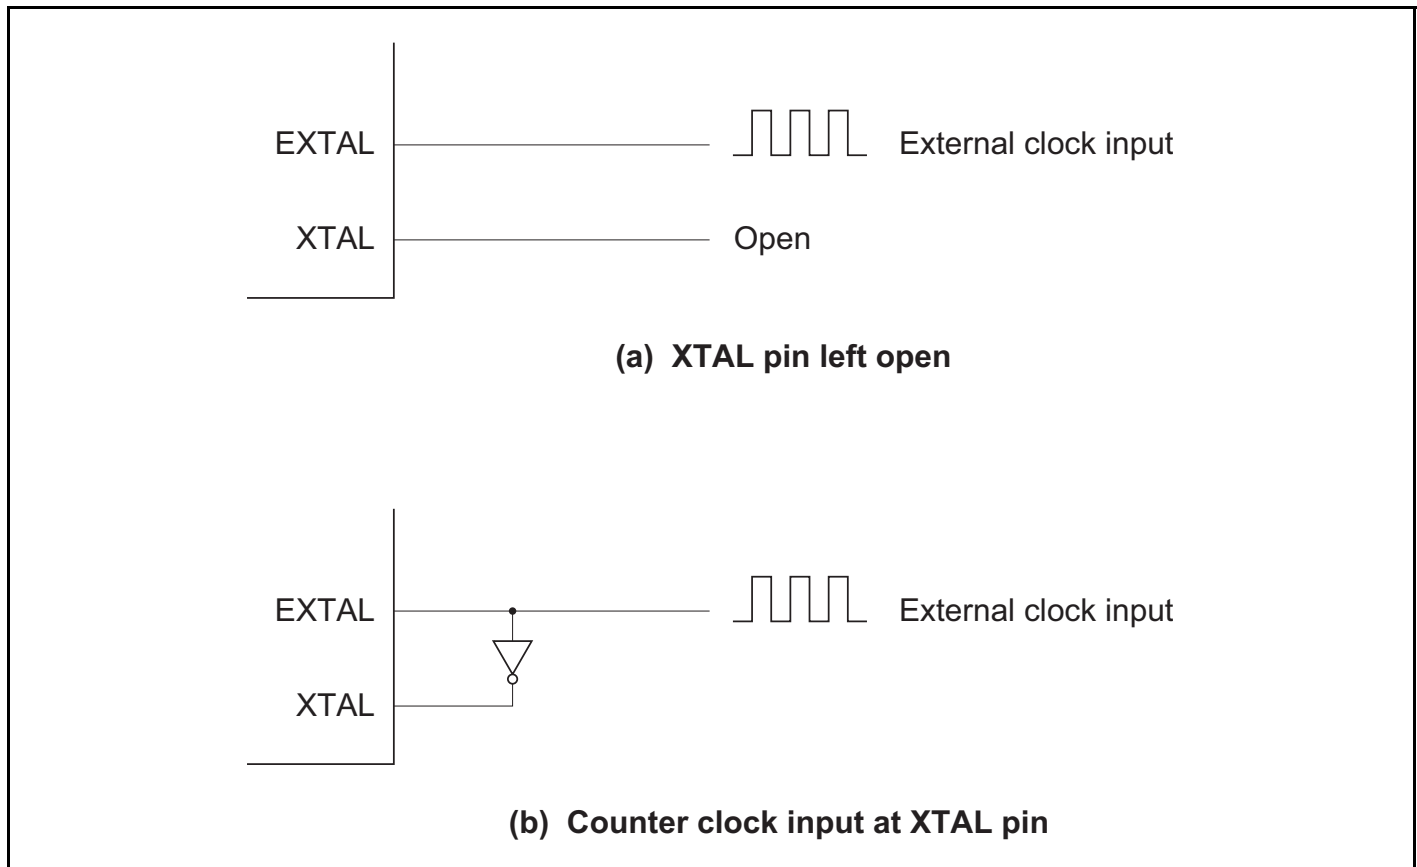 EXTAL
External clock input
XTAL
Open
(a) XTAL pin left open
EXTAL
External clock input
XTAL
(b) Counter clock input at XTAL pin